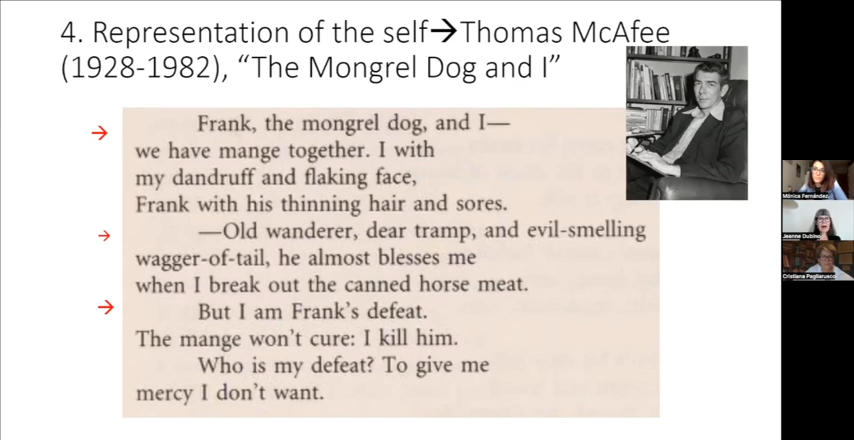 4. Representation of the self→Thomas McAfee
(1928-1982), “The Mongrel Dog and I”
→
Frank, the mongrel dog, and I—
we have mange together. I with
my dandruff and flaking face,
Frank with his thinning hair and sores.
→
—Old wanderer, dear tramp, and evil-smelling
wagger-of-tail, he almost blesses me
when I break out the canned horse meat.
→
But I am Frank’s defeat.
The mange won’t cure: I kill him.
Who is my defeat? To give me
mercy I don’t want.
Mónica Fernández
Jeanne Dubino
Cristiana Pagliarusco